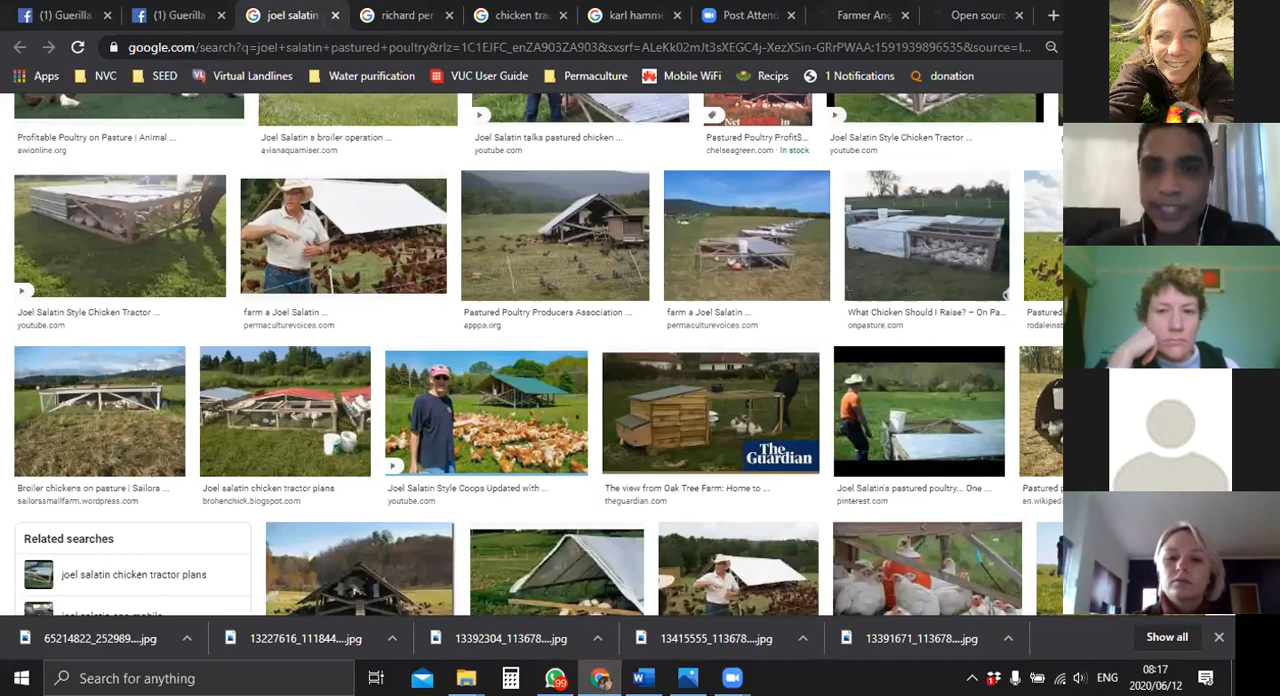 (1) Guerilla
(1) Guerilla
joel salatin
richard per
chicken tra
karl hamme
Post Attend
Farmer Ang
Open sour
google.com/search?q=joel+salatin+pastured+poultry&rlz=1C1EJFC_enZA903ZA903&sxsrf=ALeKk02mJt3sXEGC4j-XezXSin-GRrPWAA:1591939896535&source=l...
Apps
NVC
SEED
Virtual Landlines
Water purification
VUC User Guide
Permaculture
Mobile WiFi
Recips
1 Notifications
donation
Profitable Poultry on Pasture | Animal ...
awionline.org
Joel Salatin a broiler operation ...
avianaquamiser.com
Joel Salatin talks pastured chicken ...
youtube.com
Pastured Poultry Profit$...
chelseagreen.com · In stock
Joel Salatin Style Chicken Tractor ...
youtube.com
Joel Salatin Style Chicken Tractor ...
youtube.com
farm a Joel Salatin ...
permaculturevoices.com
Pastured Poultry Producers Association ...
apppa.org
farm a Joel Salatin ...
permaculturevoices.com
What Chicken Should I Raise? – On Pa...
onpasture.com
Pastured
rodaleinst
Broiler chickens on pasture | Sailors ...
sailorssmallfarm.wordpress.com
Joel salatin chicken tractor plans
brohenchick.blogspot.com
Joel Salatin Style Coops Updated with ...
youtube.com
The Guardian
The view from Oak Tree Farm: Home to ...
theguardian.com
Joel Salatin's pastured poultry... One ...
pinterest.com
Pastured p
en.wikiped
Related searches
joel salatin chicken tractor plans
65214822_252989....jpg
13227616_111844....jpg
13392304_113678....jpg
13415555_113678....jpg
13391671_113678....jpg
Show all
Search for anything
99
ENG
08:17
2020/06/12